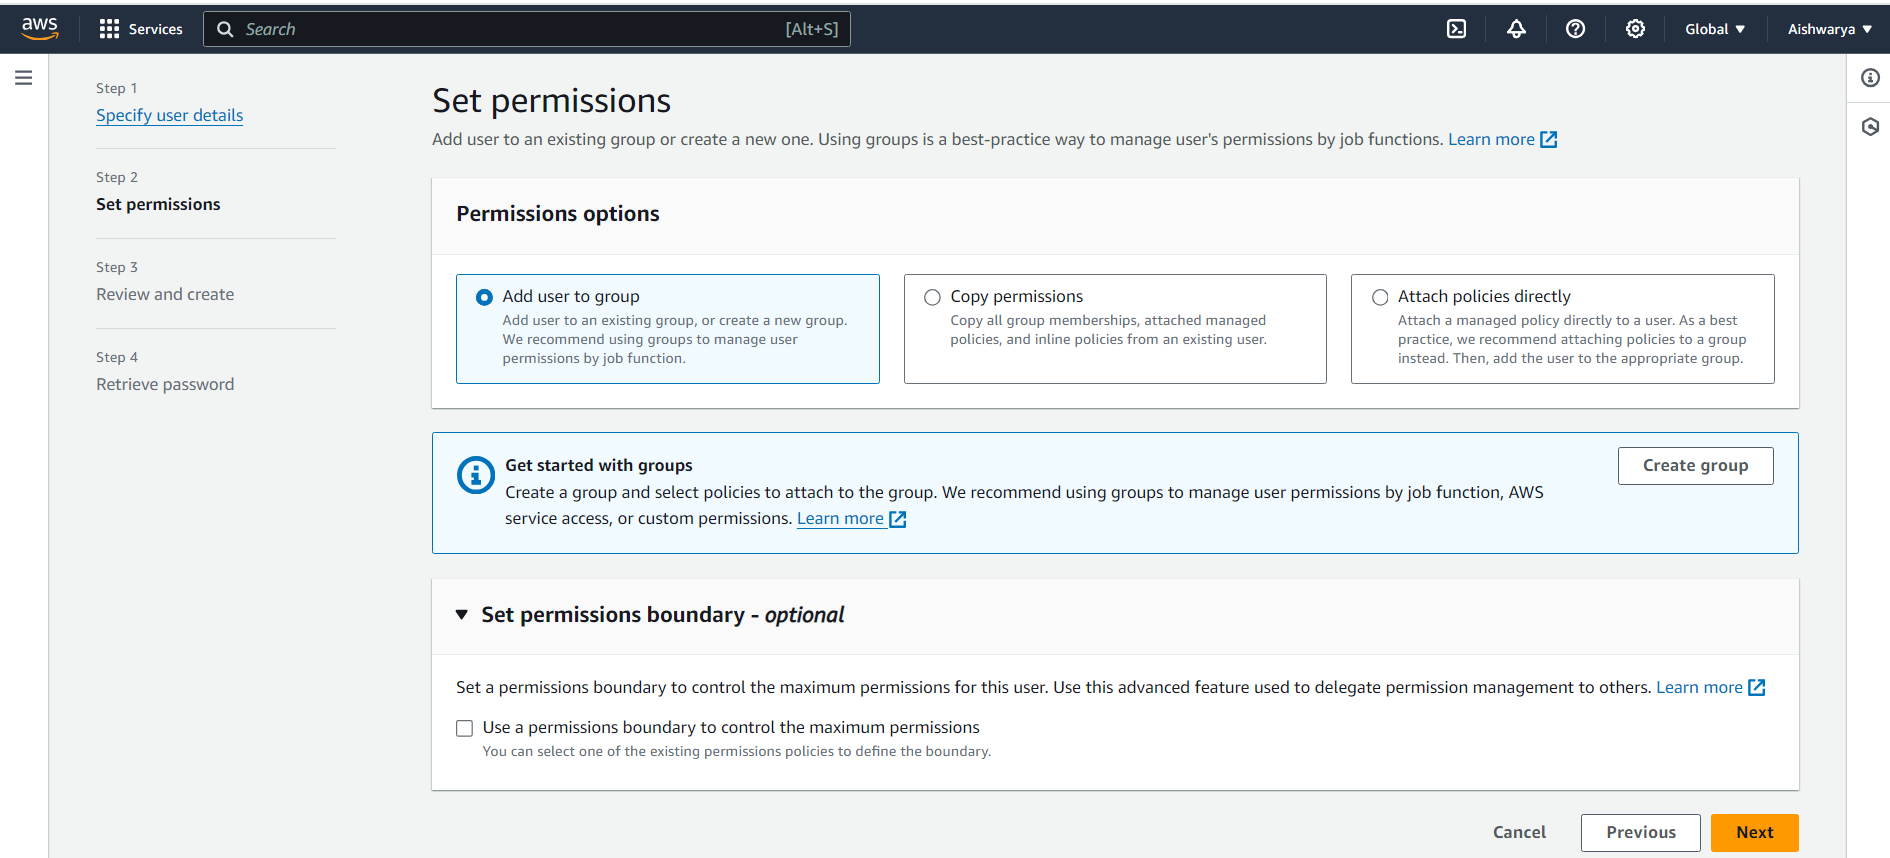 aws
Services
Search
[Alt+S]
Global
Aishwarya
Step 1
Specify user details
Step 2
Set permissions
Step 3
Review and create
Step 4
Retrieve password
Set permissions
Add user to an existing group or create a new one. Using groups is a best-practice way to manage user's permissions by job functions. Learn more
Permissions options
Add user to group
Add user to an existing group, or create a new group.
We recommend using groups to manage user
permissions by job function.
Copy permissions
Copy all group memberships, attached managed
policies, and inline policies from an existing user.
Attach policies directly
Attach a managed policy directly to a user. As a best
practice, we recommend attaching policies to a group
instead. Then, add the user to the appropriate group.
Get started with groups
Create a group and select policies to attach to the group. We recommend using groups to manage user permissions by job function, AWS
service access, or custom permissions. Learn more
Create group
Set permissions boundary - optional
Set a permissions boundary to control the maximum permissions for this user. Use this advanced feature used to delegate permission management to others. Learn more
Use a permissions boundary to control the maximum permissions
You can select one of the existing permissions policies to define the boundary.
Cancel
Previous
Next